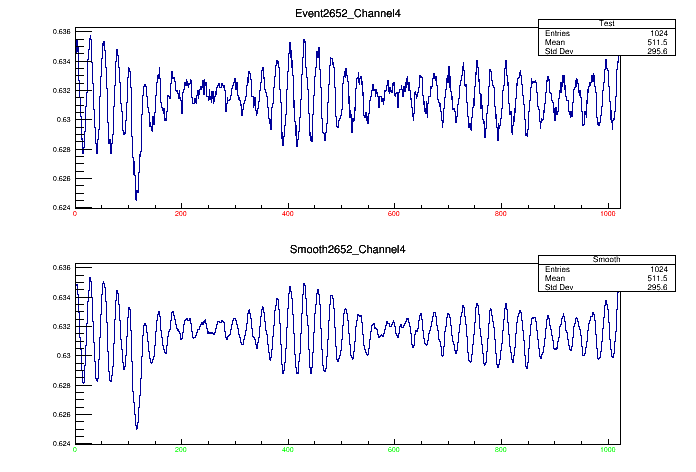 Event2652_Channel4
Test
Entries 1024
Mean 511.5
Std Dev 295.6
0.636
0.634
0.632
0.63
0.628
0.626
0.624
0 200 400 600 800 1000
Smooth2652_Channel4
Smooth
Entries 1024
Mean 511.5
Std Dev 295.6
0.636
0.634
0.632
0.63
0.628
0.626
0.624
0 200 400 600 800 1000